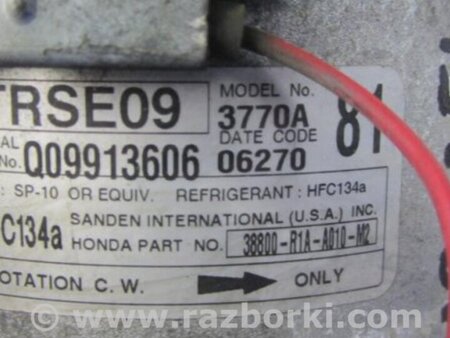 TRSE09 MODEL No. 3770A 81
No. Q09913606 DATE CODE 06270
: SP-10 OR EQUIV. REFRIGERANT : HFC134a
SANDEN INTERNATIONAL (U.S.A.) INC.
C134a HONDA PART NO. 38800-R1A-A010-M2
OTATION C. W. ONLY
© www.razborki.com